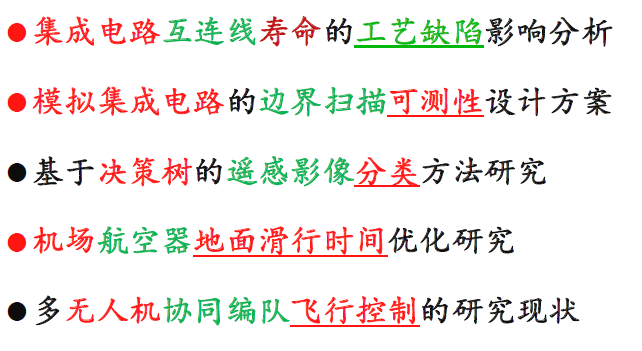 ●集成电路互连线寿命的工艺缺陷影响分析
●模拟集成电路的边界扫描可测性设计方案
●基于决策树的遥感影像分类方法研究
●机场航空器地面滑行时间优化研究
●多无人机协同编队飞行控制的研究现状